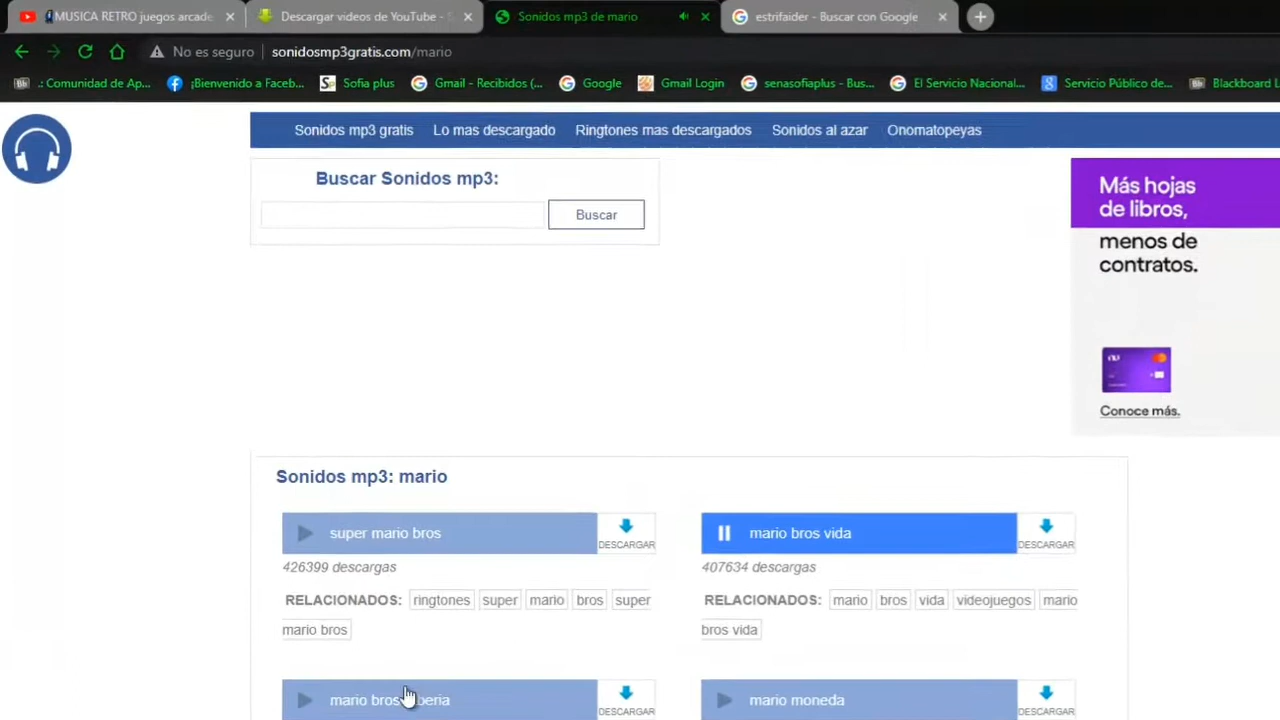 MUSICA RETRO juegos arcade
Descargar videos de YouTube - S
Sonidos mp3 de mario
estrifaider - Buscar con Google
No es seguro
sonidosmp3gratis.com/mario
.: Comunidad de Ap...
¡Bienvenido a Faceb...
Sofia plus
Gmail - Recibidos (...
Google
Gmail Login
senasofiaplus - Bus...
El Servicio Nacional...
Servicio Público de...
Blackboard L
Sonidos mp3 gratis
Lo mas descargado
Ringtones mas descargados
Sonidos al azar
Onomatopeyas
Buscar Sonidos mp3:
Buscar
Más hojas
de libros,
menos de
contratos.
nu
Conoce más.
Sonidos mp3: mario
super mario bros
DESCARGAR
mario bros vida
DESCARGAR
426399 descargas
407634 descargas
RELACIONADOS: ringtones super mario bros super
mario bros
RELACIONADOS: mario bros vida videojuegos mario
bros vida
mario bros
DESCARGAR
mario moneda
DESCARGAR